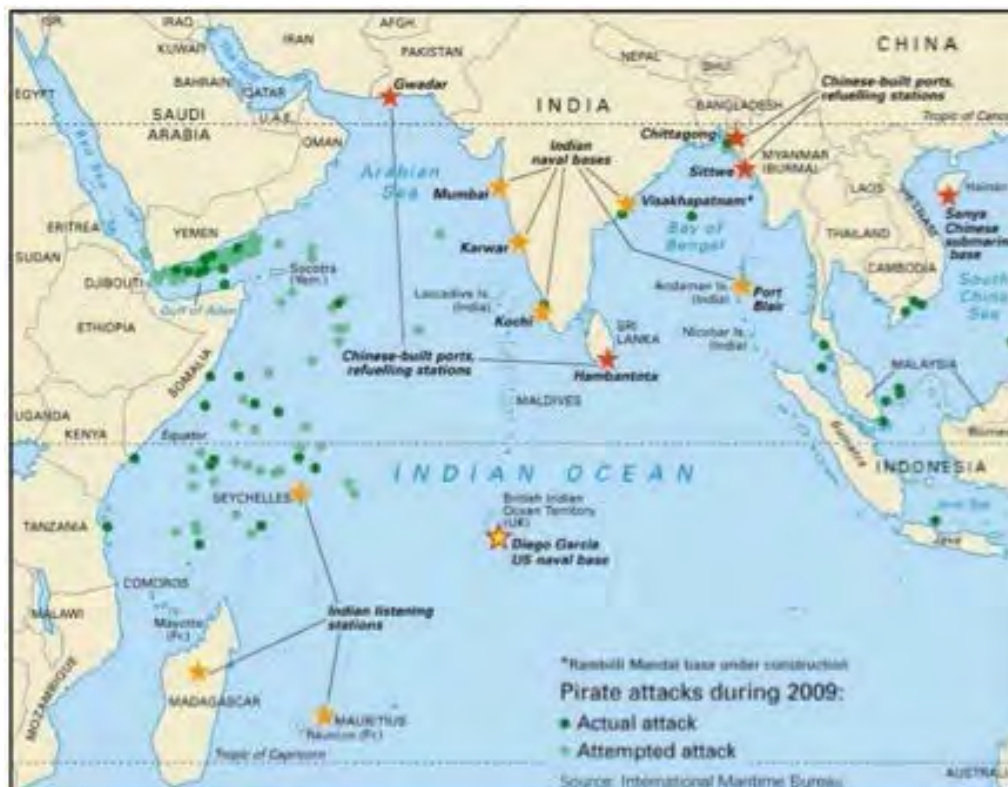 ISR.
IRAQ
IRAN
AFGH.
KUWAIT
PAKISTAN
NEPAL
CHINA
BAHRAIN
QATAR
EGYPT
SAUDI
ARABIA
U.A.E.
OMAN
Gwadar
INDIA
BANGLADESH
Chinese-built ports,
refuelling stations
Red Sea
Arabian
Sea
Indian
naval bases
Chittagong
Sittwe
MYANMAR
(BURMA)
LAOS
VIETNAM
Hainan
Mumbai
Visakhapatnam*
Bay of
Bengal
Sanya
Chinese
submarine
base
ERITREA
YEMEN
SUDAN
Karwar
THAILAND
CAMBODIA
DJIBOUTI
Gulf of Aden
Socotra
(Yem.)
Laccadive Is.
(India)
Kochi
Andaman Is.
(India)
Port
Blair
South
China
Sea
ETHIOPIA
SOMALIA
SRI
LANKA
Nicobar Is.
(India)
Chinese-built ports,
refuelling stations
Hambantota
MALAYSIA
MALDIVES
UGANDA
KENYA
Equator
Sumatra
INDIAN OCEAN
INDONESIA
SEYCHELLES
British Indian
Ocean Territory
(UK)
Diego Garcia
US naval base
TANZANIA
Java Sea
Java
COMOROS
MALAWI
Mayotte
(Fr.)
Indian listening
stations
MOZAMBIQUE
MADAGASCAR
MAURITIUS
Réunion (Fr.)
Tropic of Capricorn
*Rambilli Mandal base under construction
Pirate attacks during 2009:
Actual attack
Attempted attack
Source: International Maritime Bureau